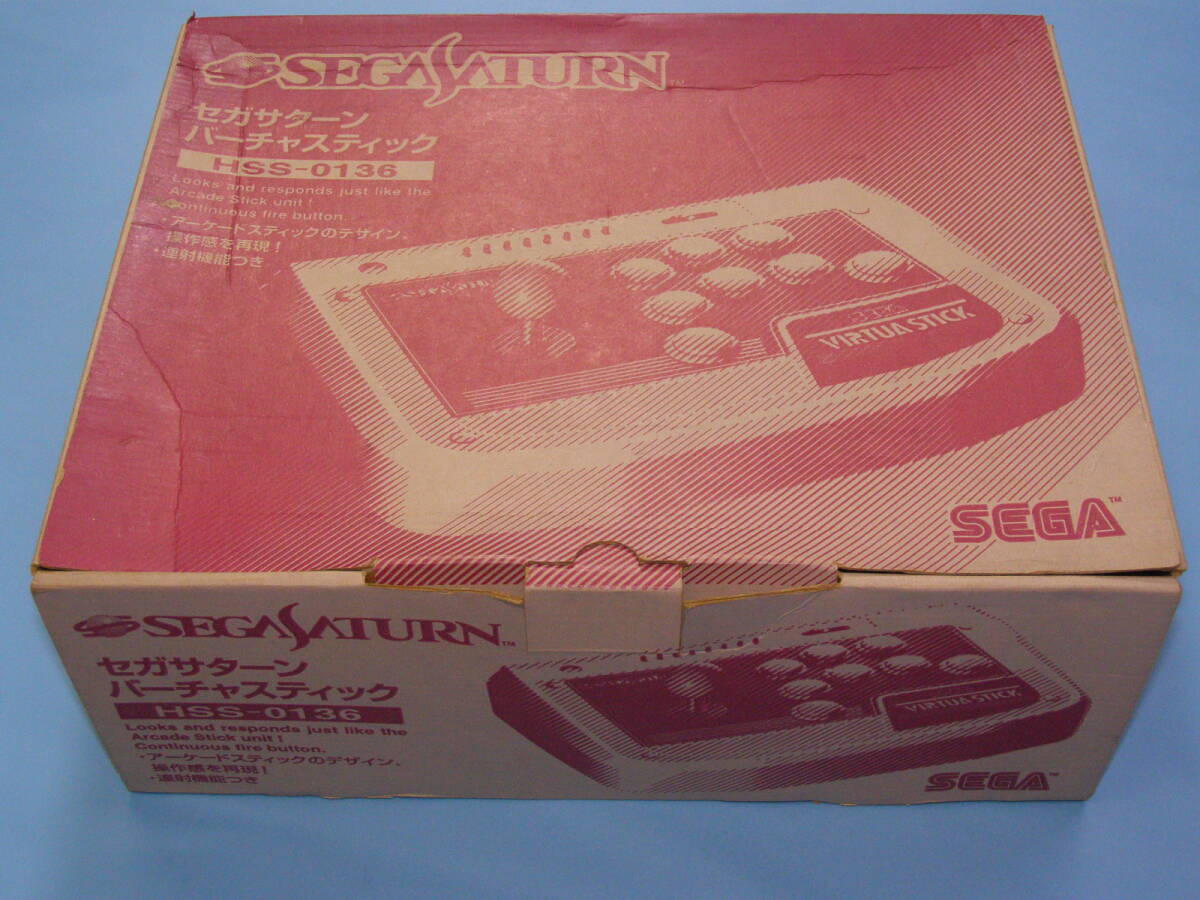 SEGA SATURN™
セガサターン
バーチャスティック
HSS-0136
Looks and responds just like the
Arcade Stick unit !
Continuous fire button.
・アーケードスティックのデザイン、
操作感を再現!
・連射機能つき
VIRTUA STICK
SEGA™
SEGA SATURN™
セガサターン
バーチャスティック
HSS-0136
Looks and responds just like the
Arcade Stick unit !
Continuous fire button.
・アーケードスティックのデザイン、
操作感を再現!
・連射機能つき
VIRTUA STICK
SEGA™